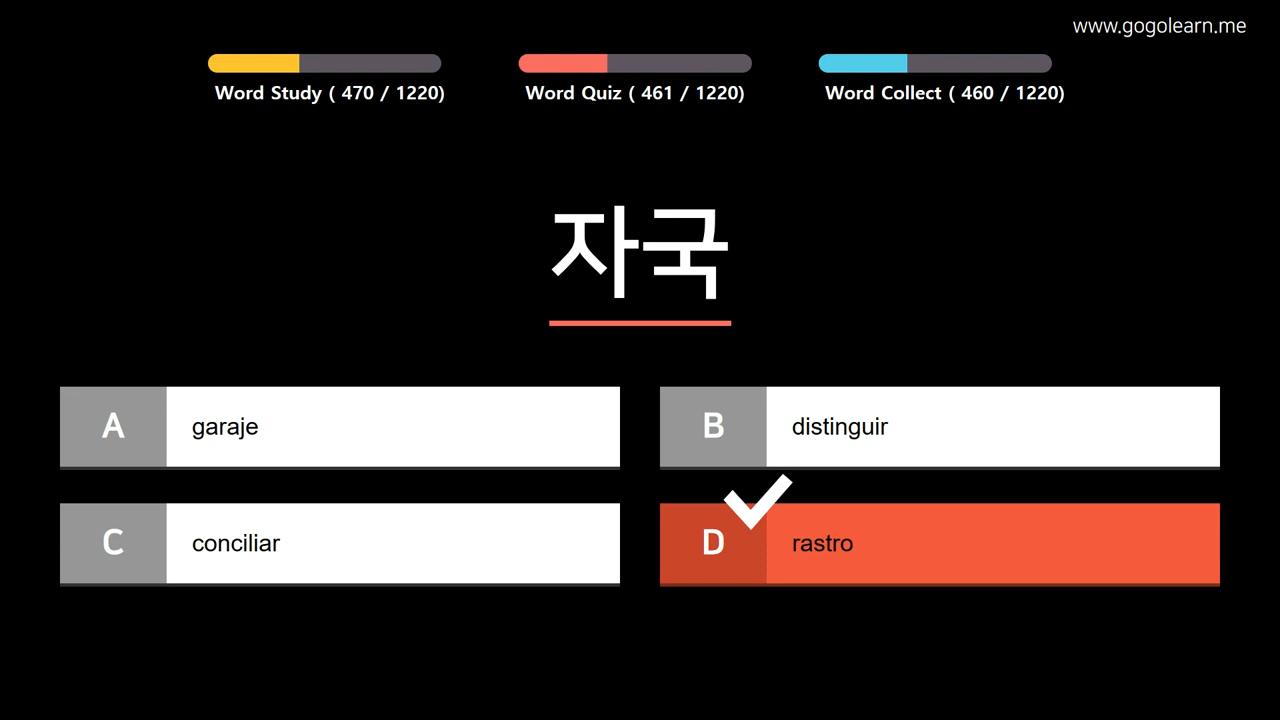 www.gogolearn.me
Word Study ( 470 / 1220)
Word Quiz ( 461 / 1220)
Word Collect ( 460 / 1220)
자국
A garaje
B distinguir
C conciliar
D rastro